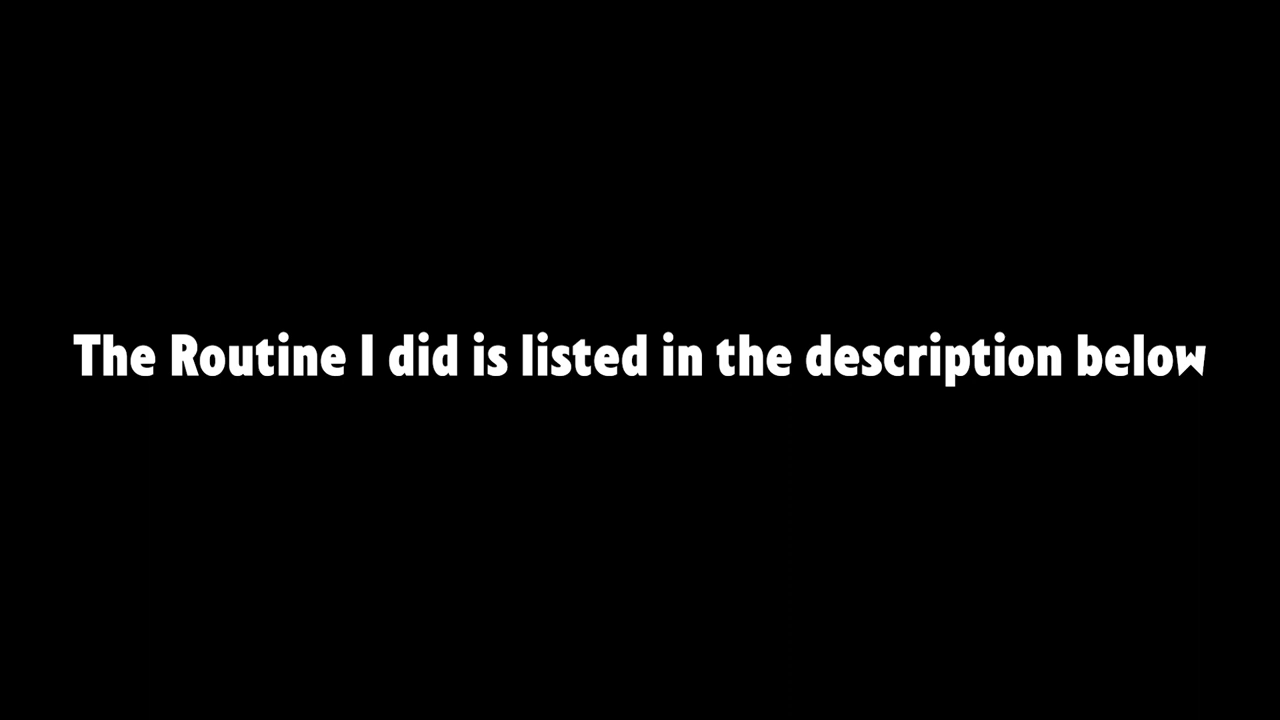 The Routine I did is listed in the description below